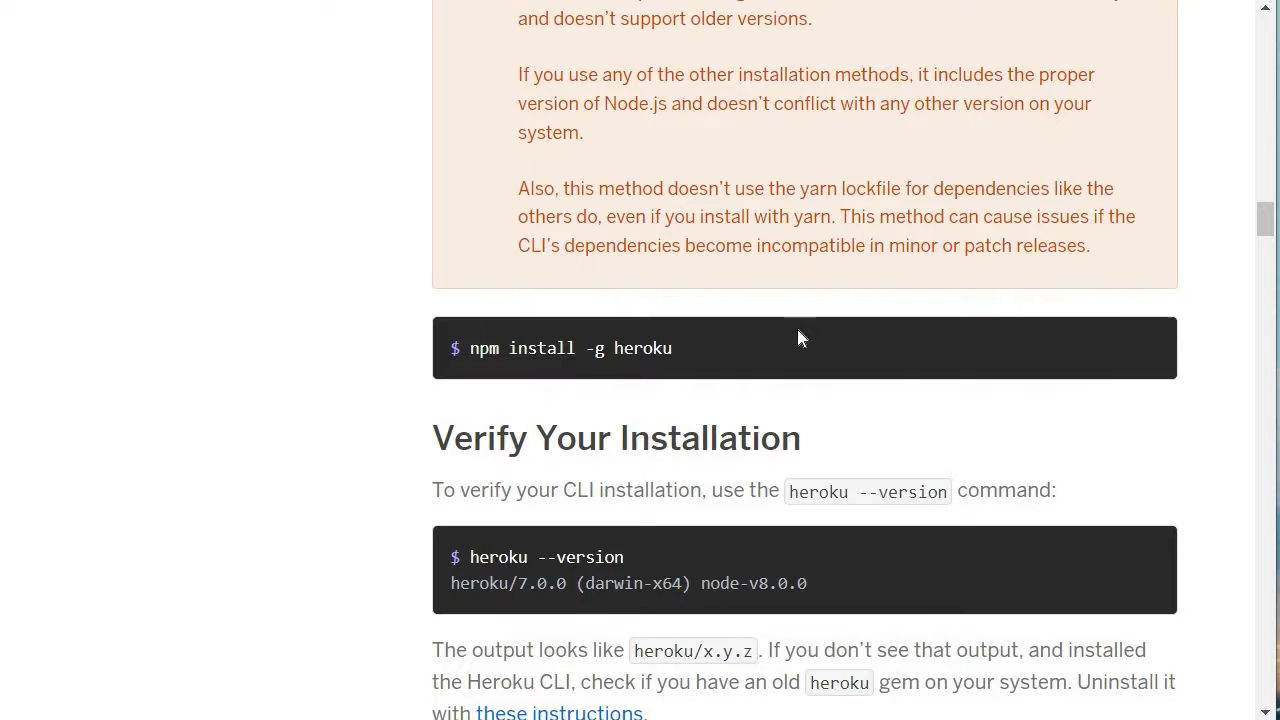 and doesn’t support older versions.
If you use any of the other installation methods, it includes the proper
version of Node.js and doesn’t conflict with any other version on your
system.
Also, this method doesn’t use the yarn lockfile for dependencies like the
others do, even if you install with yarn. This method can cause issues if the
CLI’s dependencies become incompatible in minor or patch releases.
$ npm install -g heroku
Verify Your Installation
To verify your CLI installation, use the heroku --version command:
$ heroku --version
heroku/7.0.0 (darwin-x64) node-v8.0.0
The output looks like heroku/x.y.z. If you don’t see that output, and installed
the Heroku CLI, check if you have an old heroku gem on your system. Uninstall it
with these instructions.